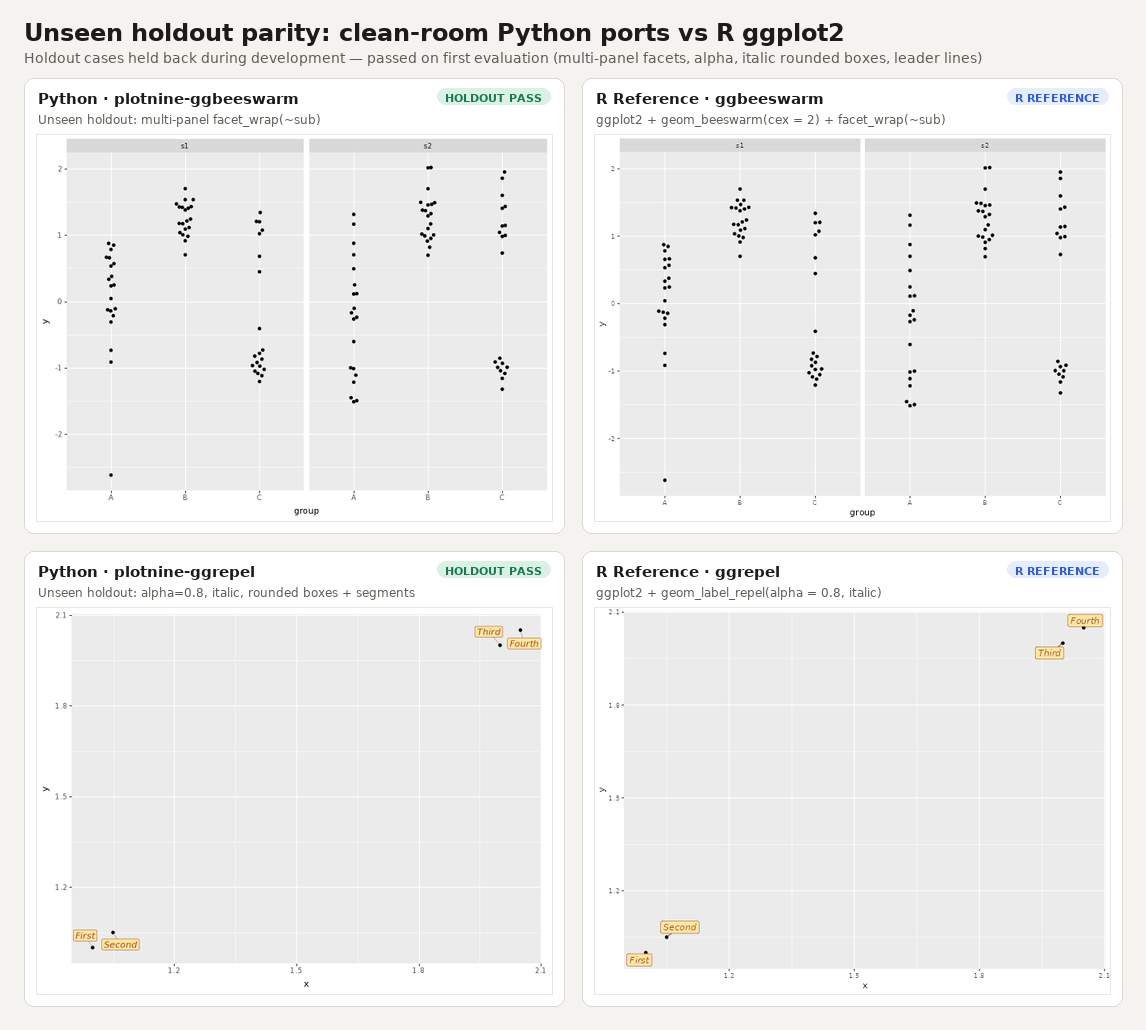 Unseen holdout parity: clean-room Python ports vs R ggplot2
Holdout cases held back during development — passed on first evaluation (multi-panel facets, alpha, italic rounded boxes, leader lines)
Python · plotnine-ggbeeswarm
HOLDOUT PASS
Unseen holdout: multi-panel facet_wrap(~sub)
s1
s2
2
1
0
-1
-2
y
A
B
C
A
B
C
group
R Reference · ggbeeswarm
R REFERENCE
ggplot2 + geom_beeswarm(cex = 2) + facet_wrap(~sub)
s1
s2
2
1
0
-1
-2
y
A
B
C
A
B
C
group
Python · plotnine-ggrepel
HOLDOUT PASS
Unseen holdout: alpha=0.8, italic, rounded boxes + segments
2.1
1.8
1.5
1.2
y
Third
Fourth
First
Second
1.2
1.5
1.8
2.1
x
R Reference · ggrepel
R REFERENCE
ggplot2 + geom_label_repel(alpha = 0.8, italic)
2.1
1.8
1.5
1.2
y
Fourth
Third
Second
First
1.2
1.5
1.8
2.1
x